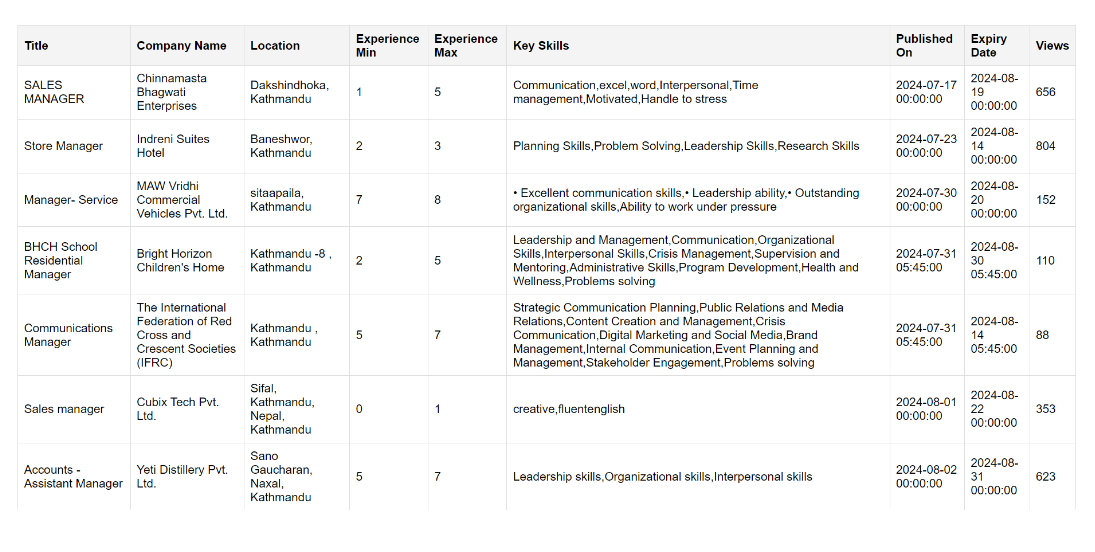 Title Company Name Location Experience Min Experience Max Key Skills Published On Expiry Date Views
SALES MANAGER Chinnamasta Bhagwati Enterprises Dakshindhoka, Kathmandu 1 5 Communication,excel,word,Interpersonal,Time management,Motivated,Handle to stress 2024-07-17 00:00:00 2024-08-19 00:00:00 656
Store Manager Indreni Suites Hotel Baneshwor, Kathmandu 2 3 Planning Skills,Problem Solving,Leadership Skills,Research Skills 2024-07-23 00:00:00 2024-08-14 00:00:00 804
Manager- Service MAW Vridhi Commercial Vehicles Pvt. Ltd. sitaapaila, Kathmandu 7 8 • Excellent communication skills,• Leadership ability,• Outstanding organizational skills,Ability to work under pressure 2024-07-30 00:00:00 2024-08-20 00:00:00 152
BHCH School Residential Manager Bright Horizon Children's Home Kathmandu -8 , Kathmandu 2 5 Leadership and Management,Communication,Organizational Skills,Interpersonal Skills,Crisis Management,Supervision and Mentoring,Administrative Skills,Program Development,Health and Wellness,Problems solving 2024-07-31 05:45:00 2024-08-30 05:45:00 110
Communications Manager The International Federation of Red Cross and Crescent Societies (IFRC) Kathmandu , Kathmandu 5 7 Strategic Communication Planning,Public Relations and Media Relations,Content Creation and Management,Crisis Communication,Digital Marketing and Social Media,Brand Management,Internal Communication,Event Planning and Management,Stakeholder Engagement,Problems solving 2024-07-31 05:45:00 2024-08-14 05:45:00 88
Sales manager Cubix Tech Pvt. Ltd. Sifal, Kathmandu, Nepal, Kathmandu 0 1 creative,fluentenglish 2024-08-01 00:00:00 2024-08-22 00:00:00 353
Accounts - Assistant Manager Yeti Distillery Pvt. Ltd. Sano Gaucharan, Naxal, Kathmandu 5 7 Leadership skills,Organizational skills,Interpersonal skills 2024-08-02 00:00:00 2024-08-31 00:00:00 623